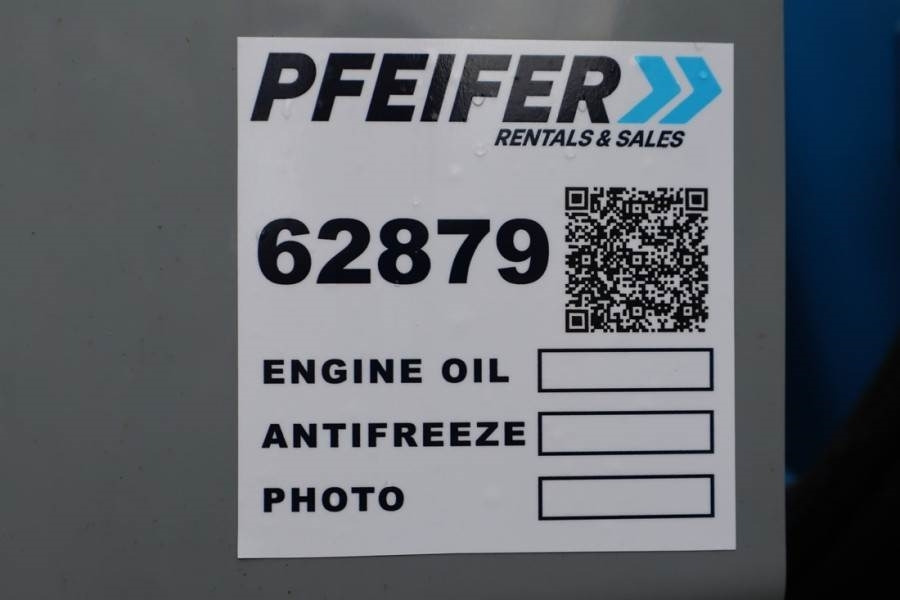 PFEIFER
RENTALS & SALES
62879
ENGINE OIL
ANTIFREEZE
PHOTO